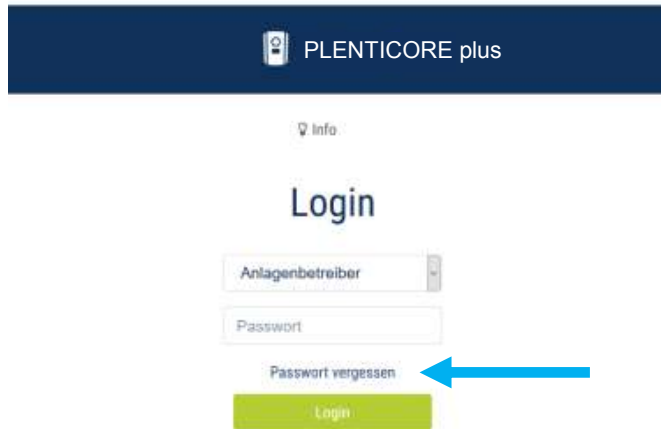 PLENTICORE plus
Info
Login
Anlagenbetreiber
Passwort
Passwort vergessen
Login